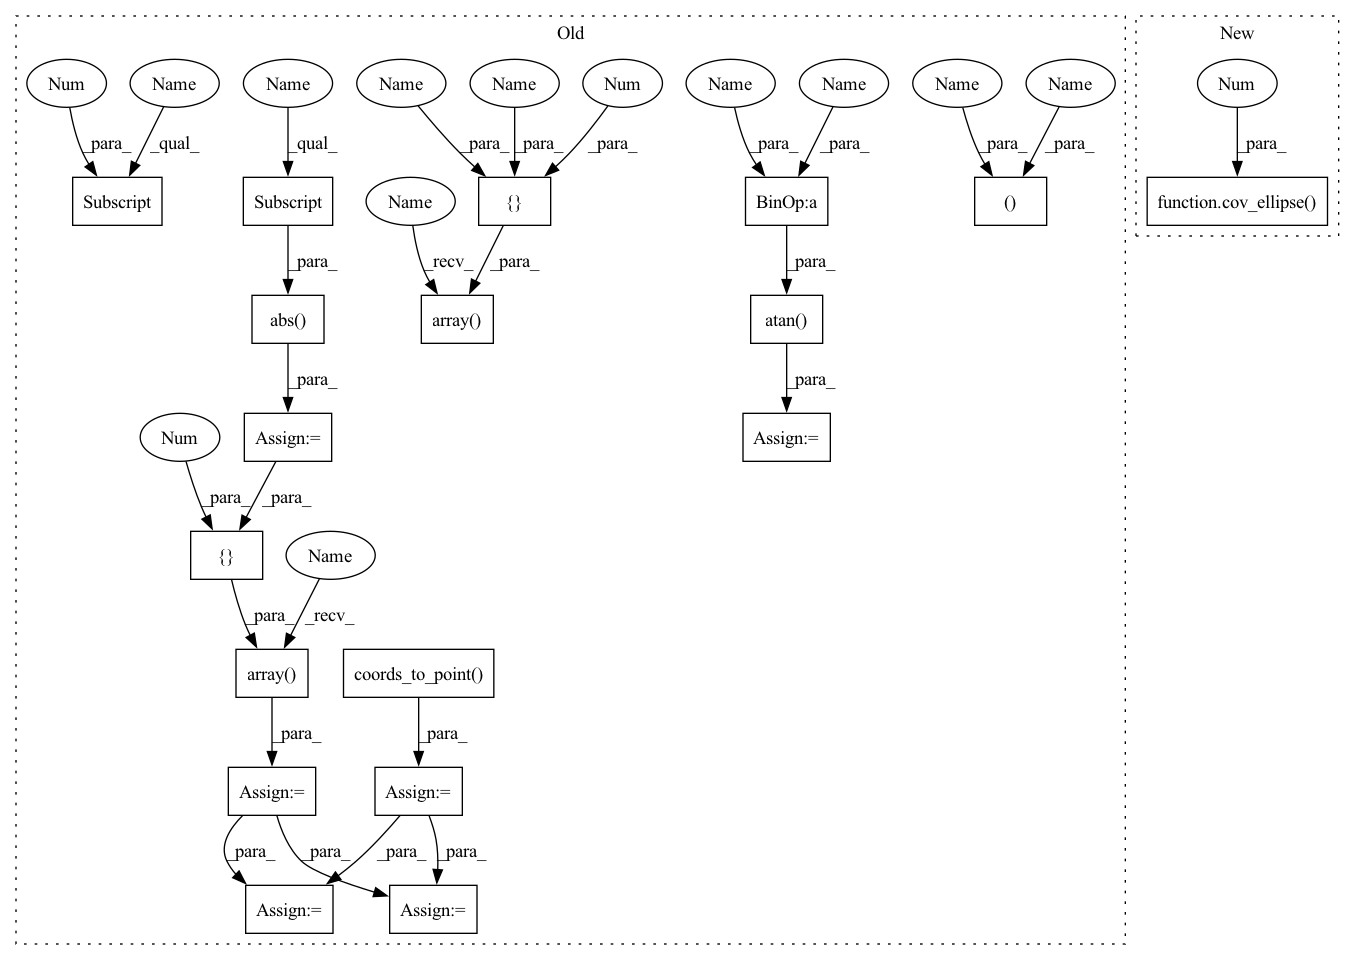 Old
New
Num
Name
Name
Name
Name
Num
Name
Name
Name
Name
Num
_para_
_qual_
_qual_
_para_
_para_
_para_
_para_
_para_
_para_
_para_
_para_
Subscript
Subscript
Name
{}
BinOp:a
()
function.cov_ellipse()
_para_
_recv_
_para_
_para_
abs()
array()
atan()
_para_
_para_
Num
Assign:=
Assign:=
_para_
_para_
{}
Name
_para_
_recv_
array()
coords_to_point()
_para_
_para_
Assign:=
Assign:=
_para_
_para_
_para_
_para_
Assign:=
Assign:=